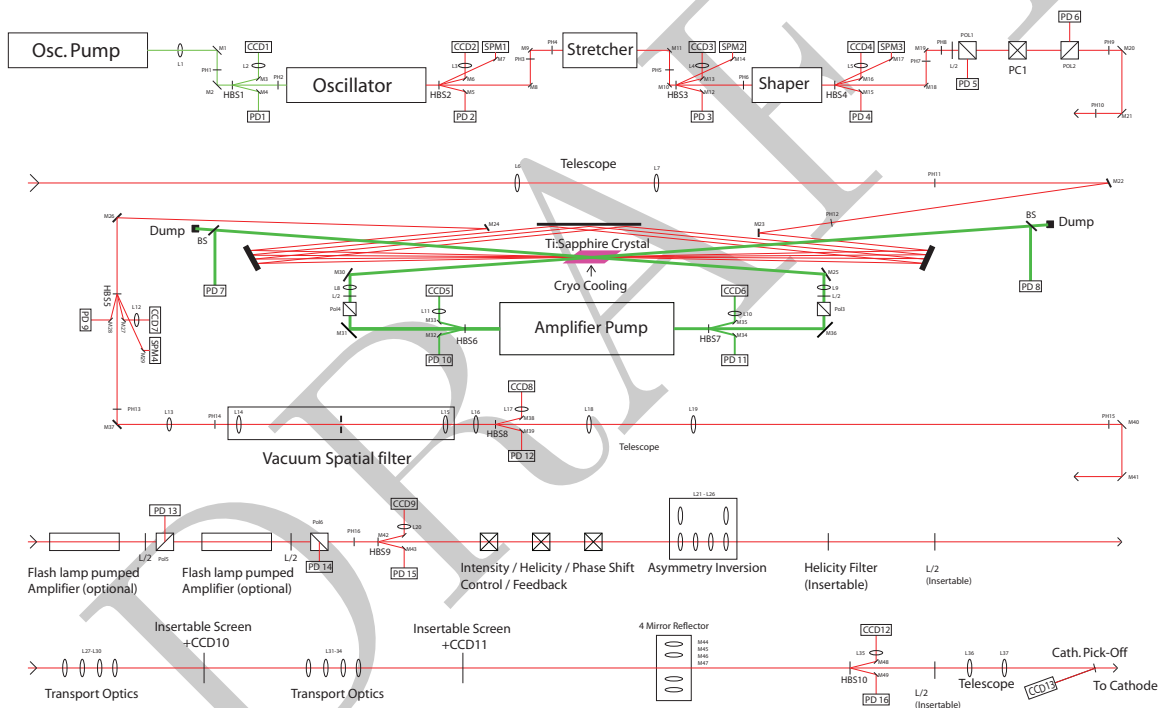 Osc. Pump
L1
M1
PH1
M2
HBS1
CCD1
L2
M3
M4
PD1
PH2
Oscillator
HBS2
CCD2
SPM1
L3
M7
M6
M5
PD 2
M9
PH3
M8
PH4
Stretcher
M11
PH5
M10
HBS3
CCD3
SPM2
L4
M14
M13
M12
PD 3
PH6
Shaper
HBS4
CCD4
SPM3
L5
M17
M16
M15
PD 4
M19
PH7
M18
PH8
L/2
POL1
PD 5
PC1
PD 6
POL2
PH9
M20
PH10
M21
Telescope
L6
L7
PH11
M22
M26
M24
M23
PH12
Dump
BS
BS
Dump
Ti:Sapphire Crystal
Cryo Cooling
PD 7
PD 8
M30
L8
L/2
Pol4
M31
CCD5
L11
M33
M32
PD 10
HBS6
Amplifier Pump
HBS7
CCD6
L10
M35
M34
PD 11
M25
L9
L/2
Pol3
M36
HBS5
PD 9
M28
M27
L12
CCD7
M29
SPM4
PH13
M37
L13
PH14
L14
L15
Vacuum Spatial filter
L16
HBS8
CCD8
L17
M38
M39
PD 12
L18
Telescope
L19
PH15
M40
M41
Flash lamp pumped
Amplifier (optional)
L/2
PD 13
Pol5
Flash lamp pumped
Amplifier (optional)
L/2
Pol6
PD 14
PH16
M42
HBS9
CCD9
L20
M43
PD 15
Intensity / Helicity / Phase Shift
Control / Feedback
L21 - L26
Asymmetry Inversion
Helicity Filter
(Insertable)
L/2
(Insertable)
L27-L30
Transport Optics
Insertable Screen
+CCD10
L31-34
Transport Optics
Insertable Screen
+CCD11
4 Mirror Reflector
M44
M45
M46
M47
HBS10
CCD12
L35
M48
M49
PD 16
L/2
(Insertable)
L36
L37
Telescope
Cath. Pick-Off
CCD13
To Cathode
DRAFT